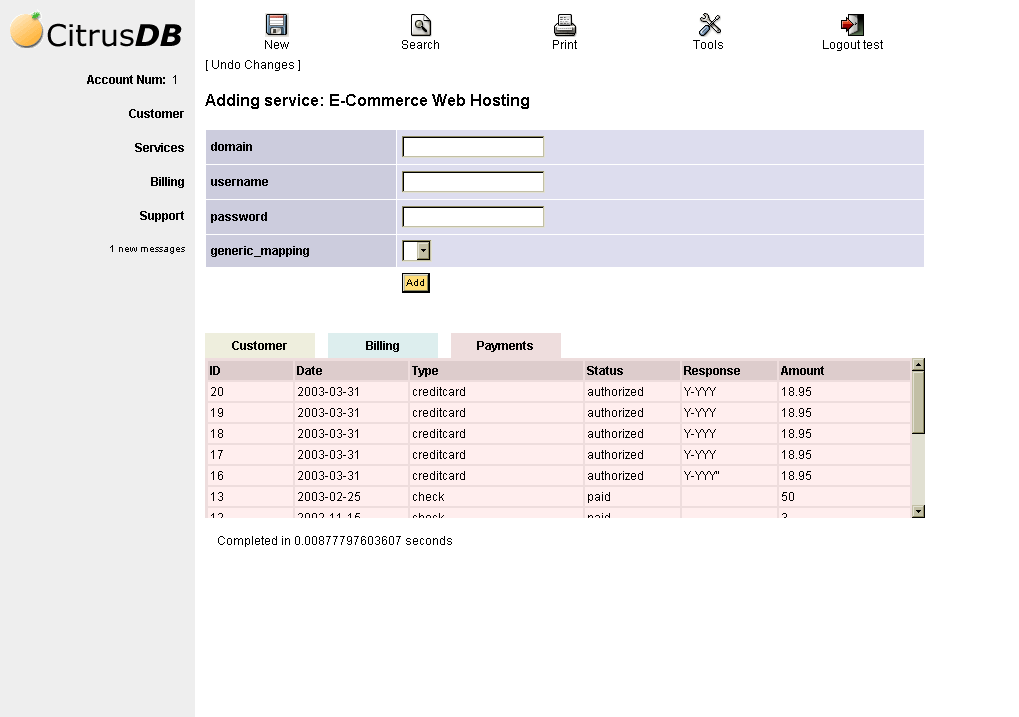 CitrusDB
New Search Print Tools Logout test
[ Undo Changes ]
Account Num: 1
Customer
Services
Billing
Support
1 new messages
Adding service: E-Commerce Web Hosting
domain
username
password
generic_mapping
Add
Customer Billing Payments
ID Date Type Status Response Amount
20 2003-03-31 creditcard authorized Y-YYY 18.95
19 2003-03-31 creditcard authorized Y-YYY 18.95
18 2003-03-31 creditcard authorized Y-YYY 18.95
17 2003-03-31 creditcard authorized Y-YYY 18.95
16 2003-03-31 creditcard authorized Y-YYY" 18.95
13 2003-02-25 check paid 50
12 2002-11-15 check paid
Completed in 0.00877797603607 seconds